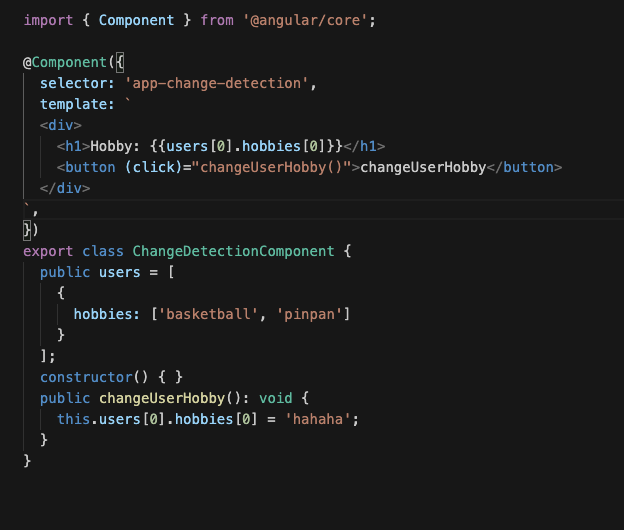 import { Component } from '@angular/core';
@Component({
selector: 'app-change-detection',
template: `
<div>
<h1>Hobby: {{users[0].hobbies[0]}}</h1>
<button (click)="changeUserHobby()">changeUserHobby</button>
</div>
`,
})
export class ChangeDetectionComponent {
public users = [
{
hobbies: ['basketball', 'pinpan']
}
];
constructor() { }
public changeUserHobby(): void {
this.users[0].hobbies[0] = 'hahaha';
}
}